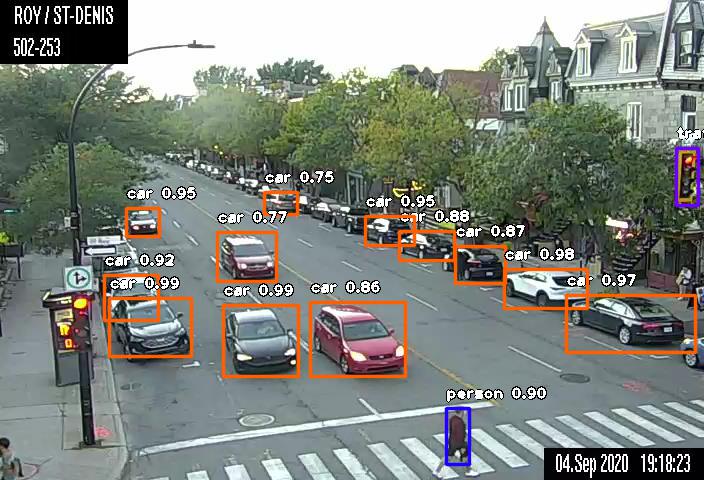 ROY / ST-DENIS
502-253
tra
car 0.75
car 0.95
car 0.95
car 0.88
car 0.77
car 0.87
car 0.92
car 0.98
car 0.99
car 0.97
car 0.99
car 0.86
person 0.90
04.Sep 2020 19:18:23